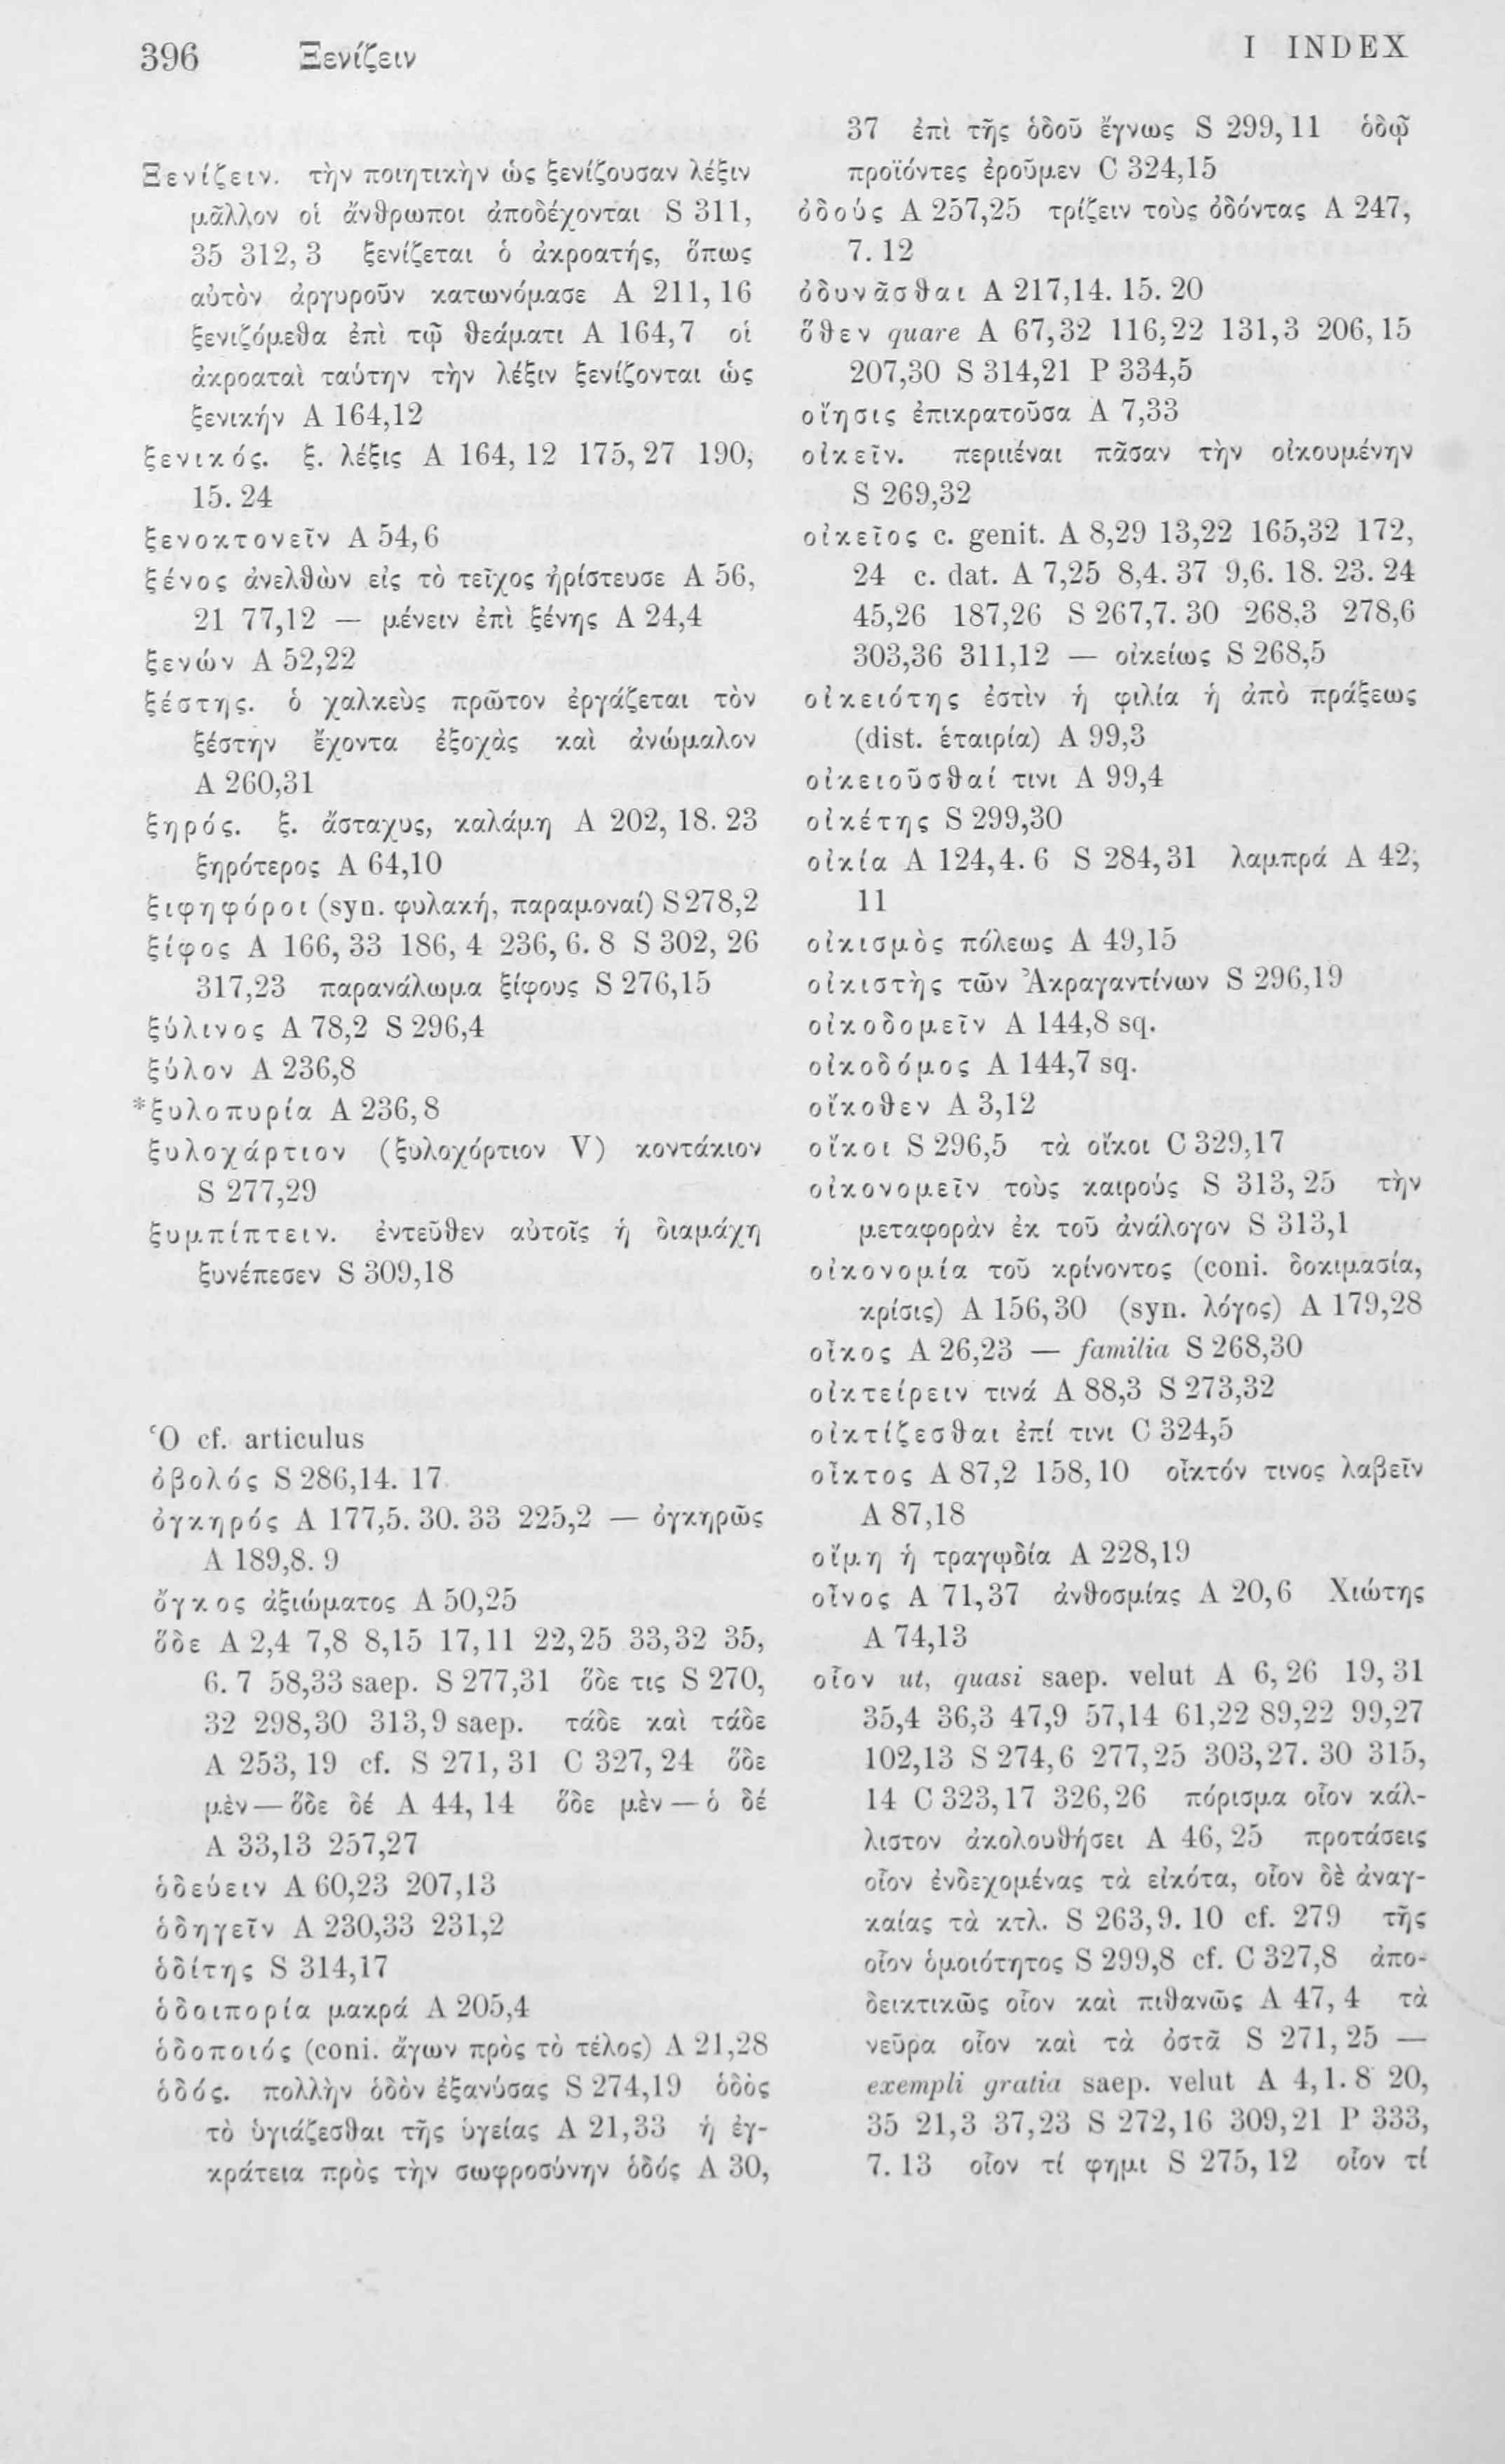 396 Ξενίζειν
I INDEX
Ξενίζειν. τὴν ποιητικὴν ὡς ξενίζουσαν λέξιν
μᾶλλον οἱ ἄνθρωποι ἀποδέχονται S 311,
35 312, 3 ξενίζεται ὁ ἀκροατής, ὅπως
αὐτὸν ἀργυροῦν κατωνόμασε A 211, 16
ξενιζόμεθα ἐπὶ τῷ θεάματι A 164,7 οἱ
ἀκροαταὶ ταύτην τὴν λέξιν ξενίζονται ὡς
ξενικήν A 164,12
ξενικός. ξ. λέξις A 164, 12 175, 27 190,
15. 24
ξενοκτονεῖν A 54,6
ξένος ἀνελθὼν εἰς τὸ τεῖχος ἠρίστευσε A 56,
21 77,12 — μένειν ἐπὶ ξένης A 24,4
ξενών A 52,22
ξέστης. ὁ χαλκεὺς πρῶτον ἐργάζεται τὸν
ξέστην ἔχοντα ἐξοχὰς καὶ ἀνώμαλον
A 260,31
ξηρός. ξ. ἄσταχυς, καλάμη A 202, 18. 23
ξηρότερος A 64,10
ξιφηφόροι (syn. φυλακή, παραμοναί) S 278,2
ξίφος A 166, 33 186, 4 236, 6. 8 S 302, 26
317,23 παρανάλωμα ξίφους S 276,15
ξύλινος A 78,2 S 296,4
ξύλον A 236,8
*ξυλοπυρία A 236,8
ξυλοχάρτιον (ξυλοχόρτιον V) κοντάκιον
S 277,29
ξυμπίπτειν. ἐντεῦθεν αὐτοῖς ἡ διαμάχη
ξυνέπεσεν S 309,18
Ὁ cf. articulus
ὀβολός S 286,14. 17
ὀγκηρός A 177,5. 30. 33 225,2 — ὀγκηρῶς
A 189,8. 9
ὄγκος ἀξιώματος A 50,25
ὅδε A 2,4 7,8 8,15 17,11 22,25 33,32 35,
6. 7 58,33 saep. S 277,31 ὅδε τις S 270,
32 298,30 313,9 saep. τάδε καὶ τάδε
A 253, 19 cf. S 271, 31 C 327, 24 ὅδε
μὲν — ὅδε δέ A 44, 14 ὅδε μὲν — ὁ δέ
A 33,13 257,27
ὁδεύειν A 60,23 207,13
ὁδηγεῖν A 230,33 231,2
ὁδίτης S 314,17
ὁδοιπορία μακρά A 205,4
ὁδοποιός (coni. ἄγων πρὸς τὸ τέλος) A 21,28
ὁδός. πολλὴν ὁδὸν ἐξανύσας S 274,19 ὁδὸς
τὸ ὑγιάζεσθαι τῆς ὑγείας A 21,33 ἡ ἐγ-
κράτεια πρὸς τὴν σωφροσύνην ὁδός A 30,
37 ἐπὶ τῆς ὁδοῦ ἔγνως S 299, 11 ὁδῷ
προϊόντες ἐροῦμεν C 324,15
ὀδούς A 257,25 τρίζειν τοὺς ὀδόντας A 247,
7. 12
ὀδυνᾶσθαι A 217,14. 15. 20
ὅθεν quare A 67,32 116,22 131,3 206,15
207,30 S 314,21 P 334,5
οἴησις ἐπικρατοῦσα A 7,33
οἰκεῖν. περιιέναι πᾶσαν τὴν οἰκουμένην
S 269,32
οἰκεῖος c. genit. A 8,29 13,22 165,32 172,
24 c. dat. A 7,25 8,4. 37 9,6. 18. 23. 24
45,26 187,26 S 267,7. 30 268,3 278,6
303,36 311,12 — οἰκείως S 268,5
οἰκειότης ἐστὶν ἡ φιλία ἡ ἀπὸ πράξεως
(dist. ἑταιρία) A 99,3
οἰκειοῦσθαί τινι A 99,4
οἰκέτης S 299,30
οἰκία A 124,4. 6 S 284,31 λαμπρά A 42,
11
οἰκισμὸς πόλεως A 49,15
οἰκιστὴς τῶν Ἀκραγαντίνων S 296,19
οἰκοδομεῖν A 144,8 sq.
οἰκοδόμος A 144,7 sq.
οἴκοθεν A 3,12
οἴκοι S 296,5 τὰ οἴκοι C 329,17
οἰκονομεῖν τοὺς καιρούς S 313, 25 τὴν
μεταφορὰν ἐκ τοῦ ἀνάλογον S 313,1
οἰκονομία τοῦ κρίνοντος (coni. δοκιμασία,
κρίσις) A 156,30 (syn. λόγος) A 179,28
οἶκος A 26,23 — familia S 268,30
οἰκτείρειν τινά A 88,3 S 273,32
οἰκτίζεσθαι ἐπί τινι C 324,5
οἶκτος A 87,2 158,10 οἶκτόν τινος λαβεῖν
A 87,18
οἴμη ἡ τραγῳδία A 228,19
οἶνος A 71,37 ἀνθοσμίας A 20,6 Χιώτης
A 74,13
οἷον ut, quasi saep. velut A 6, 26 19, 31
35,4 36,3 47,9 57,14 61,22 89,22 99,27
102,13 S 274,6 277,25 303,27. 30 315,
14 C 323,17 326,26 πόρισμα οἷον κάλ-
λιστον ἀκολουθήσει A 46, 25 προτάσεις
οἷον ἐνδεχομένας τὰ εἰκότα, οἷον δὲ ἀναγ-
καίας τὰ κτλ. S 263,9. 10 cf. 279 τῆς
οἷον ὁμοιότητος S 299,8 cf. C 327,8 ἀπο-
δεικτικῶς οἷον καὶ πιθανῶς A 47, 4 τὰ
νεῦρα οἷον καὶ τὰ ὀστᾶ S 271, 25 —
exempli gratia saep. velut A 4,1. 8 20,
35 21,3 37,23 S 272,16 309,21 P 333,
7. 13 οἷον τί φημι S 275, 12 οἷον τί